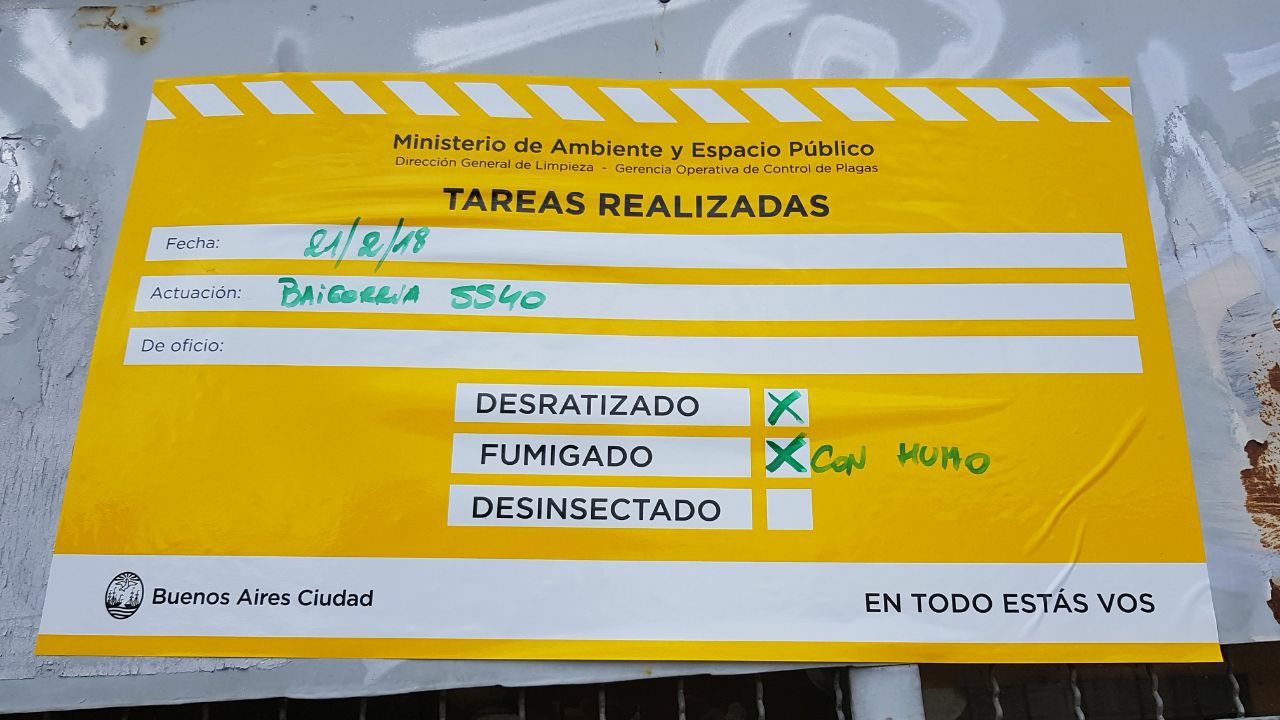 Ministerio de Ambiente y Espacio Público
Dirección General de Limpieza - Gerencia Operativa de Control de Plagas
TAREAS REALIZADAS
Fecha: 21/2/18
Actuación: BAIGORRIA 5540
De oficio:
DESRATIZADO X
FUMIGADO X CON HUMO
DESINSECTADO
Buenos Aires Ciudad
EN TODO ESTÁS VOS